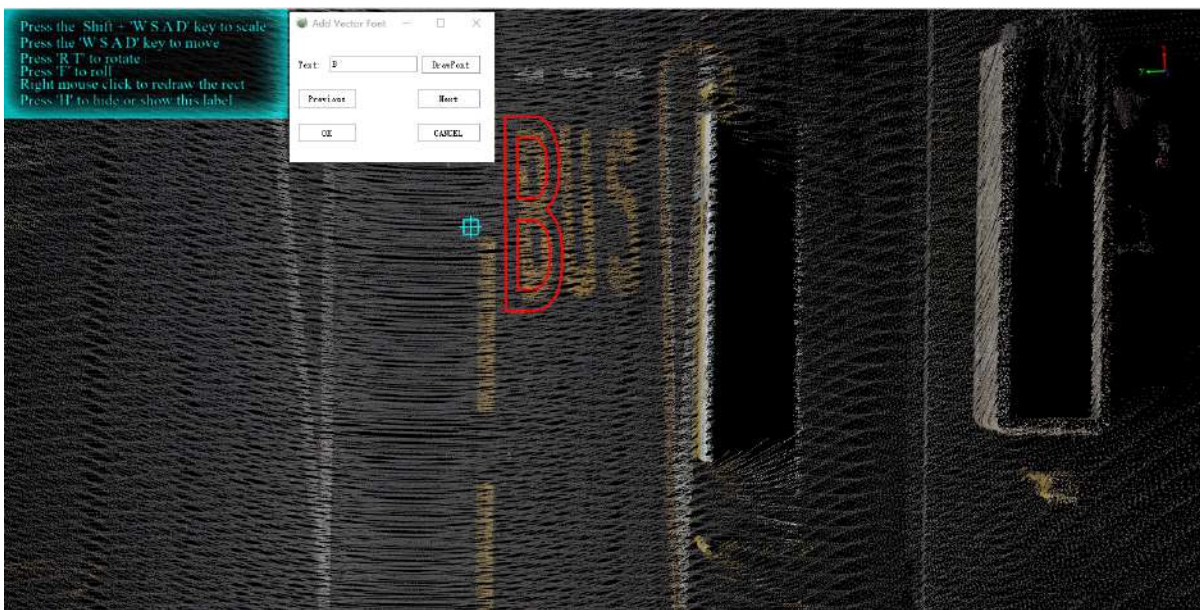 Press the Shift + 'W S A D' key to scale
Press the 'W S A D' key to move
Press 'R T' to rotate
Press 'F' to roll
Right mouse click to redraw the rect
Press 'H' to hide or show this label
Add Vector Font
Text: B DrawFont
Previous Next
OK CANCEL
BUS